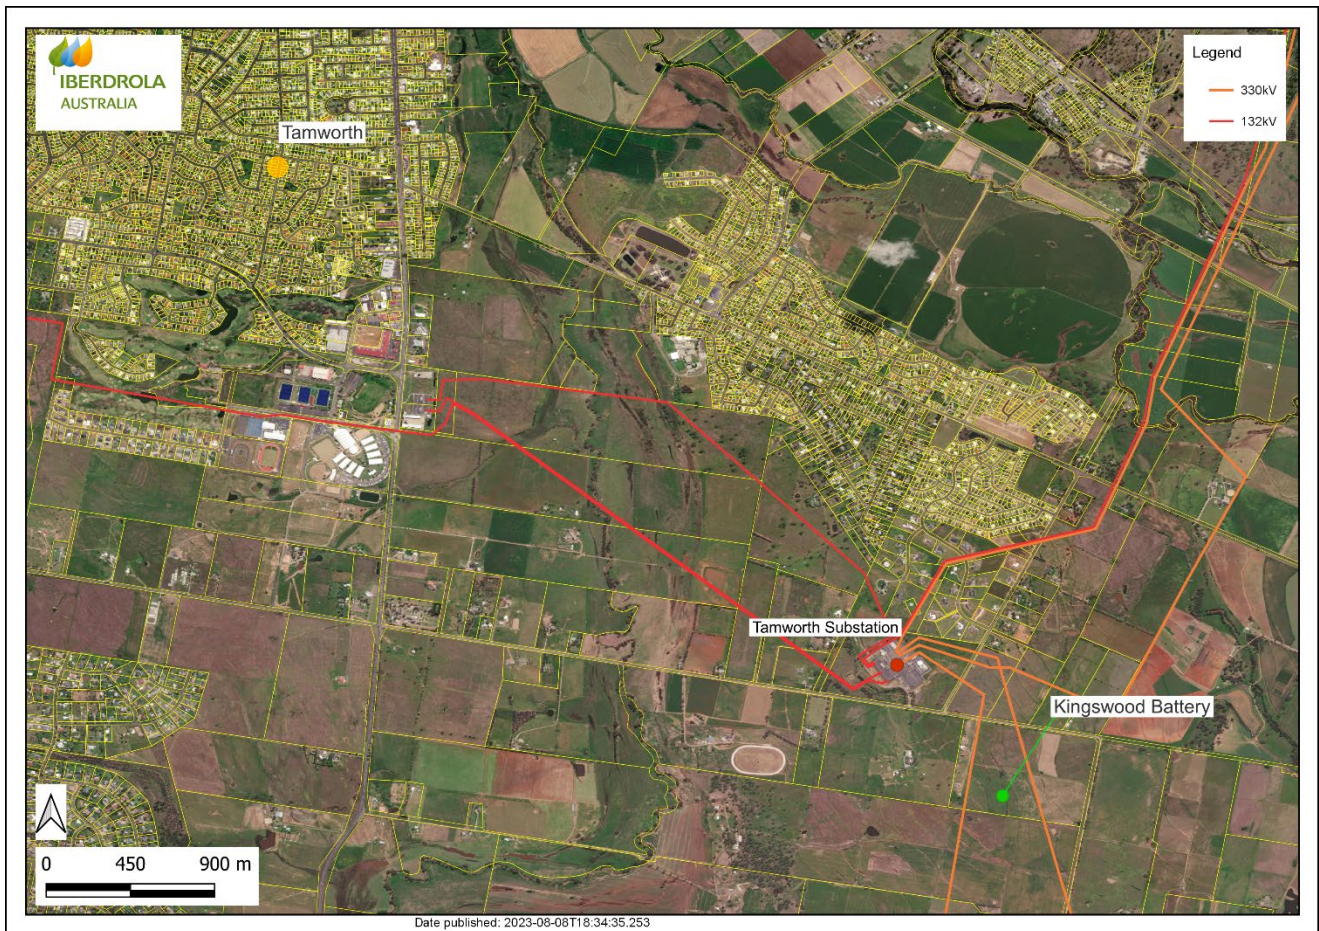 IBERDROLA
AUSTRALIA
Tamworth
Legend
330kV
132kV
Tamworth Substation
Kingswood Battery
0 450 900 m
Date published: 2023-08-08T18:34:35.253